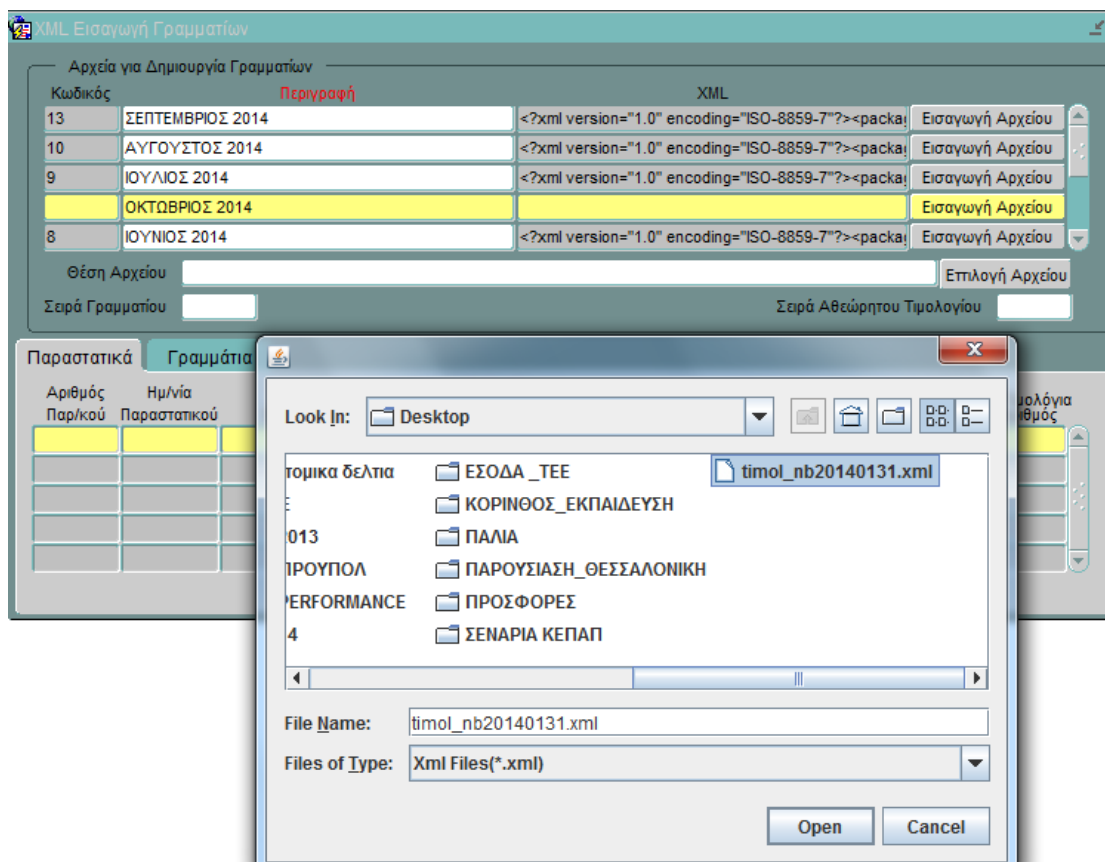 XML Εισαγωγή Γραμματίων
Αρχεία για Δημιουργία Γραμματίων
Κωδικός Περιγραφή XML
13 ΣΕΠΤΕΜΒΡΙΟΣ 2014 <?xml version="1.0" encoding="ISO-8859-7"?><packa Εισαγωγή Αρχείου
10 ΑΥΓΟΥΣΤΟΣ 2014 <?xml version="1.0" encoding="ISO-8859-7"?><packa Εισαγωγή Αρχείου
9 ΙΟΥΛΙΟΣ 2014 <?xml version="1.0" encoding="ISO-8859-7"?><packa Εισαγωγή Αρχείου
ΟΚΤΩΒΡΙΟΣ 2014 Εισαγωγή Αρχείου
8 ΙΟΥΝΙΟΣ 2014 <?xml version="1.0" encoding="ISO-8859-7"?><packa Εισαγωγή Αρχείου
Θέση Αρχείου Επιλογή Αρχείου
Σειρά Γραμματίου Σειρά Αθεώρητου Τιμολογίου
Παραστατικά Γραμμάτια
Αριθμός Ημ/νία μολόγια
Παρ/κού Παραστατικού ιθμός
Look In: Desktop
τομικα δελτια ΕΣΟΔΑ _ΤΕΕ timol_nb20140131.xml
Ε ΚΟΡΙΝΘΟΣ_ΕΚΠΑΙΔΕΥΣΗ
013 ΠΑΛΙΑ
ΠΡΟΥΠΟΛ ΠΑΡΟΥΣΙΑΣΗ_ΘΕΣΣΑΛΟΝΙΚΗ
PERFORMANCE ΠΡΟΣΦΟΡΕΣ
4 ΣΕΝΑΡΙΑ ΚΕΠΑΠ
File Name: timol_nb20140131.xml
Files of Type: Xml Files(*.xml)
Open Cancel